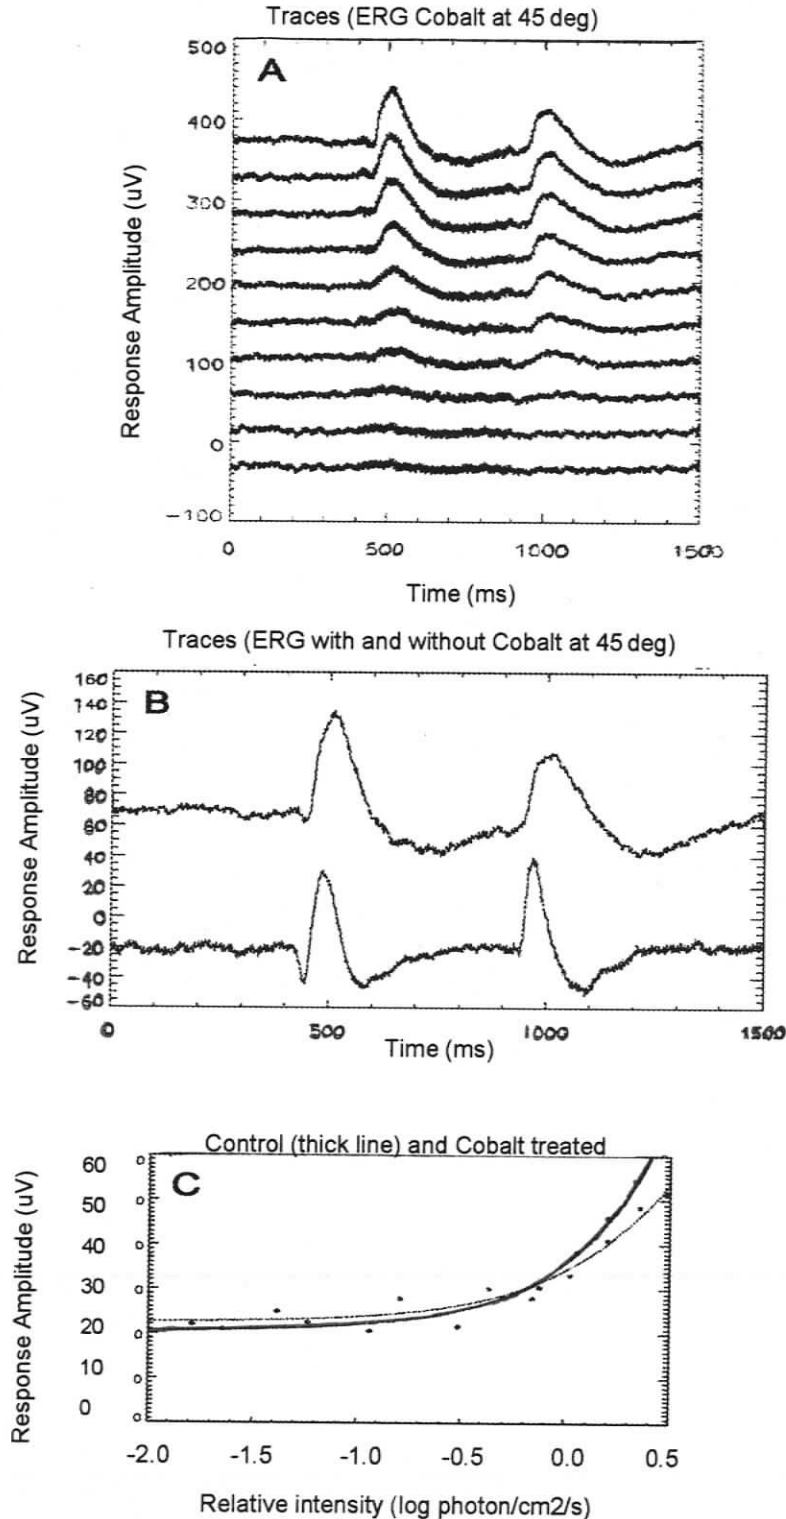 Traces (ERG Cobalt at 45 deg)
A
Response Amplitude (uV)
500
400
300
200
100
0
-100
0 500 1000 1500
Time (ms)
Traces (ERG with and without Cobalt at 45 deg)
B
Response Amplitude (uV)
160
140
120
100
80
60
40
20
0
-20
-40
-60
0 500 1000 1500
Time (ms)
Control (thick line) and Cobalt treated
C
Response Amplitude (uV)
60
50
40
30
20
10
0
-2.0 -1.5 -1.0 -0.5 0.0 0.5
Relative intensity (log photon/cm2/s)